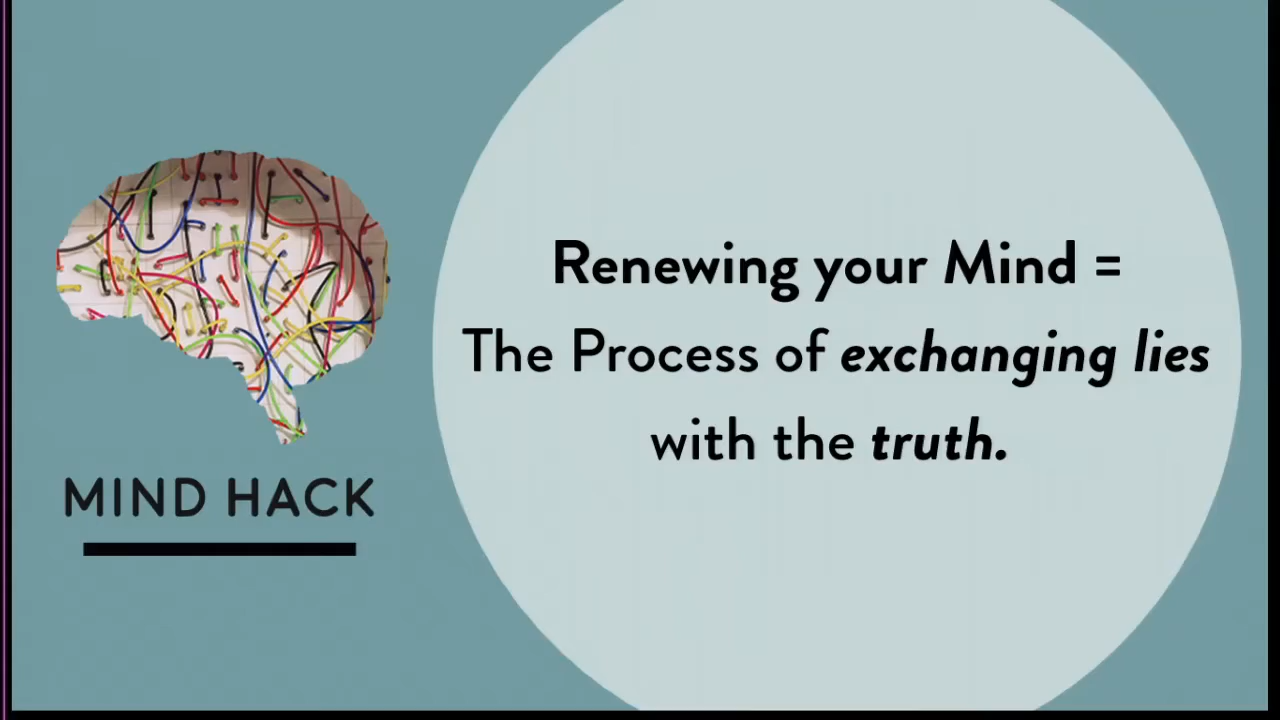 MIND HACK
Renewing your Mind =
The Process of exchanging lies
with the truth.